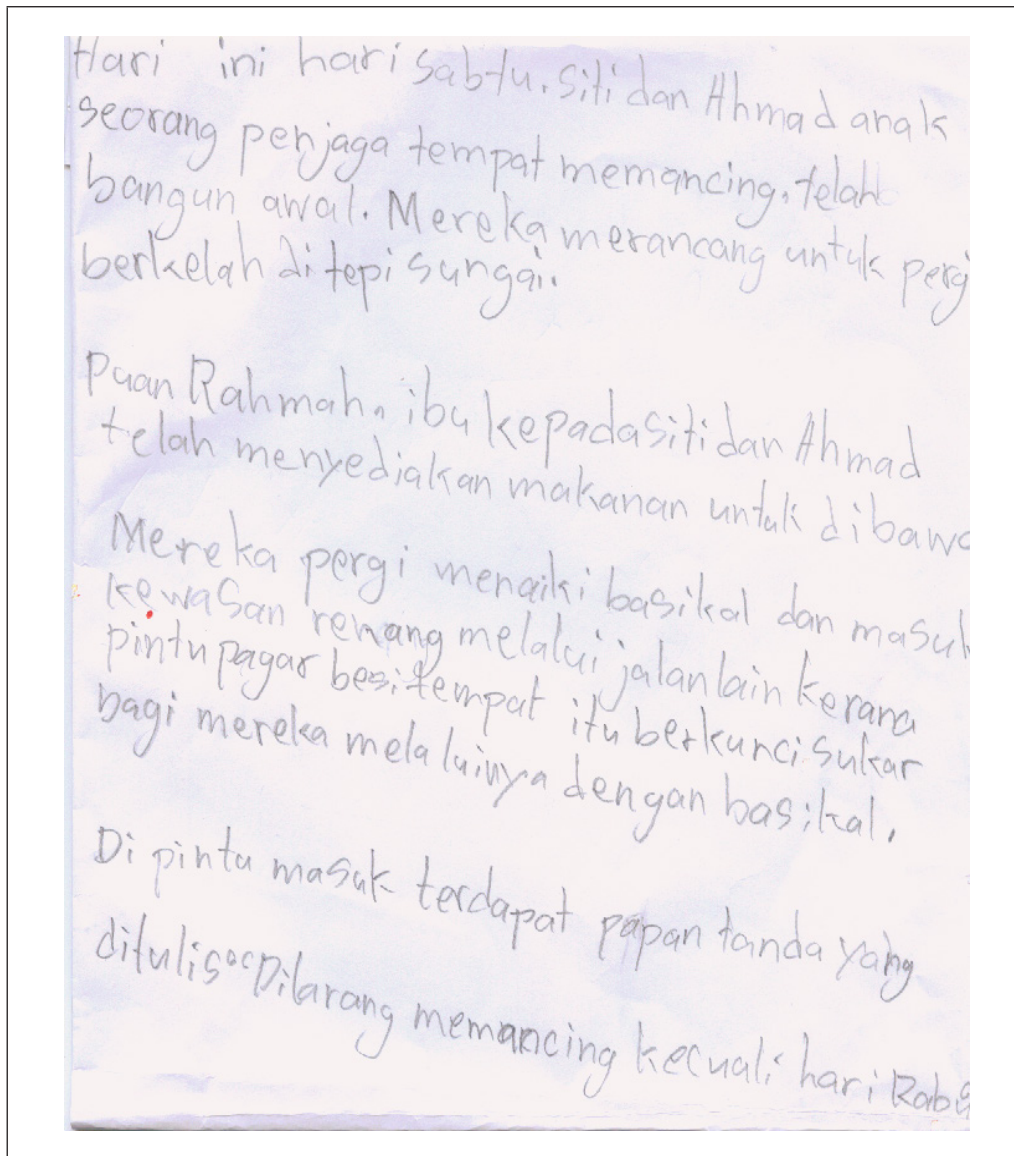 Hari ini hari sabtu. Siti dan Ahmad anak
seorang penjaga tempat memancing, telah
bangun awal. Mereka merancang untuk pergi
berkelah di tepi sungai.
Puan Rahmah, ibu kepada Siti dan Ahmad
telah menyediakan makanan untuk dibawa
Mereka pergi menaiki basikal dan masuk
kewasan renang melalui jalan lain kerana
pintu pagar besi tempat itu berkunci sukar
bagi mereka melaluinya dengan basikal.
Di pintu masuk terdapat papan tanda yang
ditulis "Dilarang memancing kecuali hari Rabu